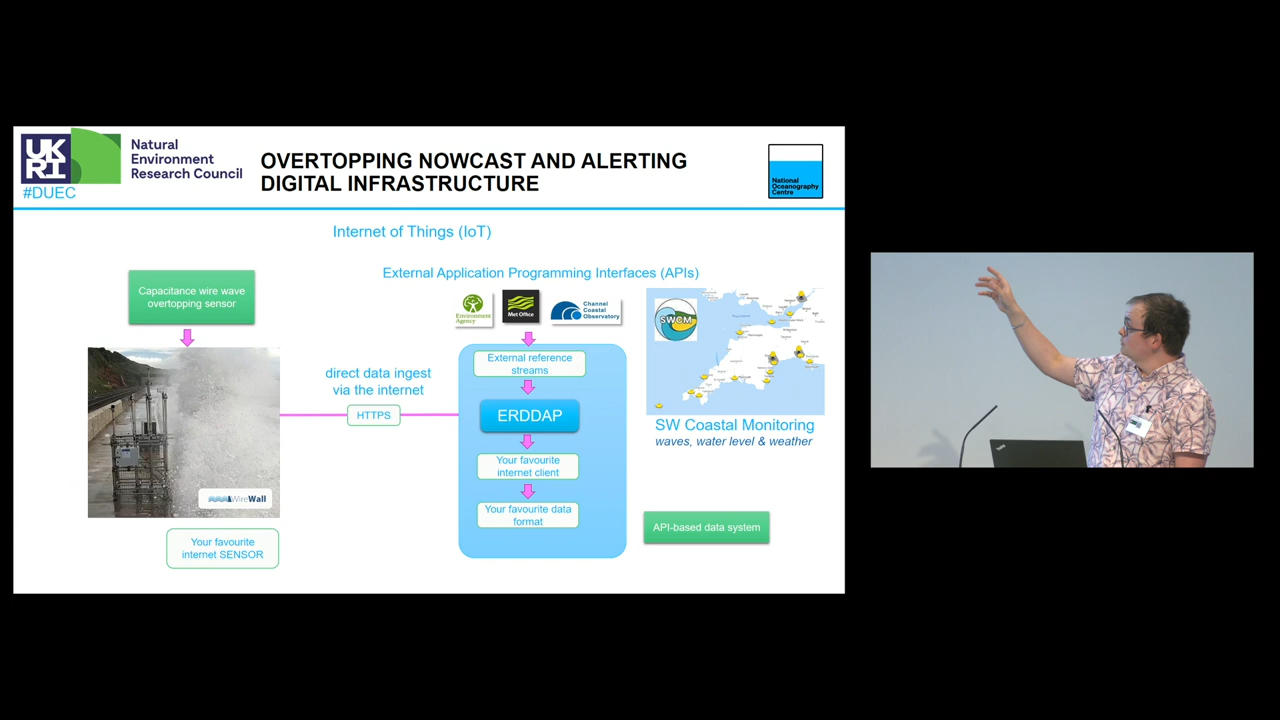 UK
RI
Natural
Environment
Research Council
#DUEC
OVERTOPPING NOWCAST AND ALERTING
DIGITAL INFRASTRUCTURE
National
Oceanography
Centre
Internet of Things (IoT)
External Application Programming Interfaces (APIs)
Capacitance wire wave
overtopping sensor
Environment
Agency
Met Office
Channel
Coastal
Observatory
External reference
streams
direct data ingest
via the internet
HTTPS
ERDDAP
Your favourite
internet client
Your favourite data
format
WireWall
Your favourite
internet SENSOR
SWCM
SW Coastal Monitoring
waves, water level & weather
API-based data system